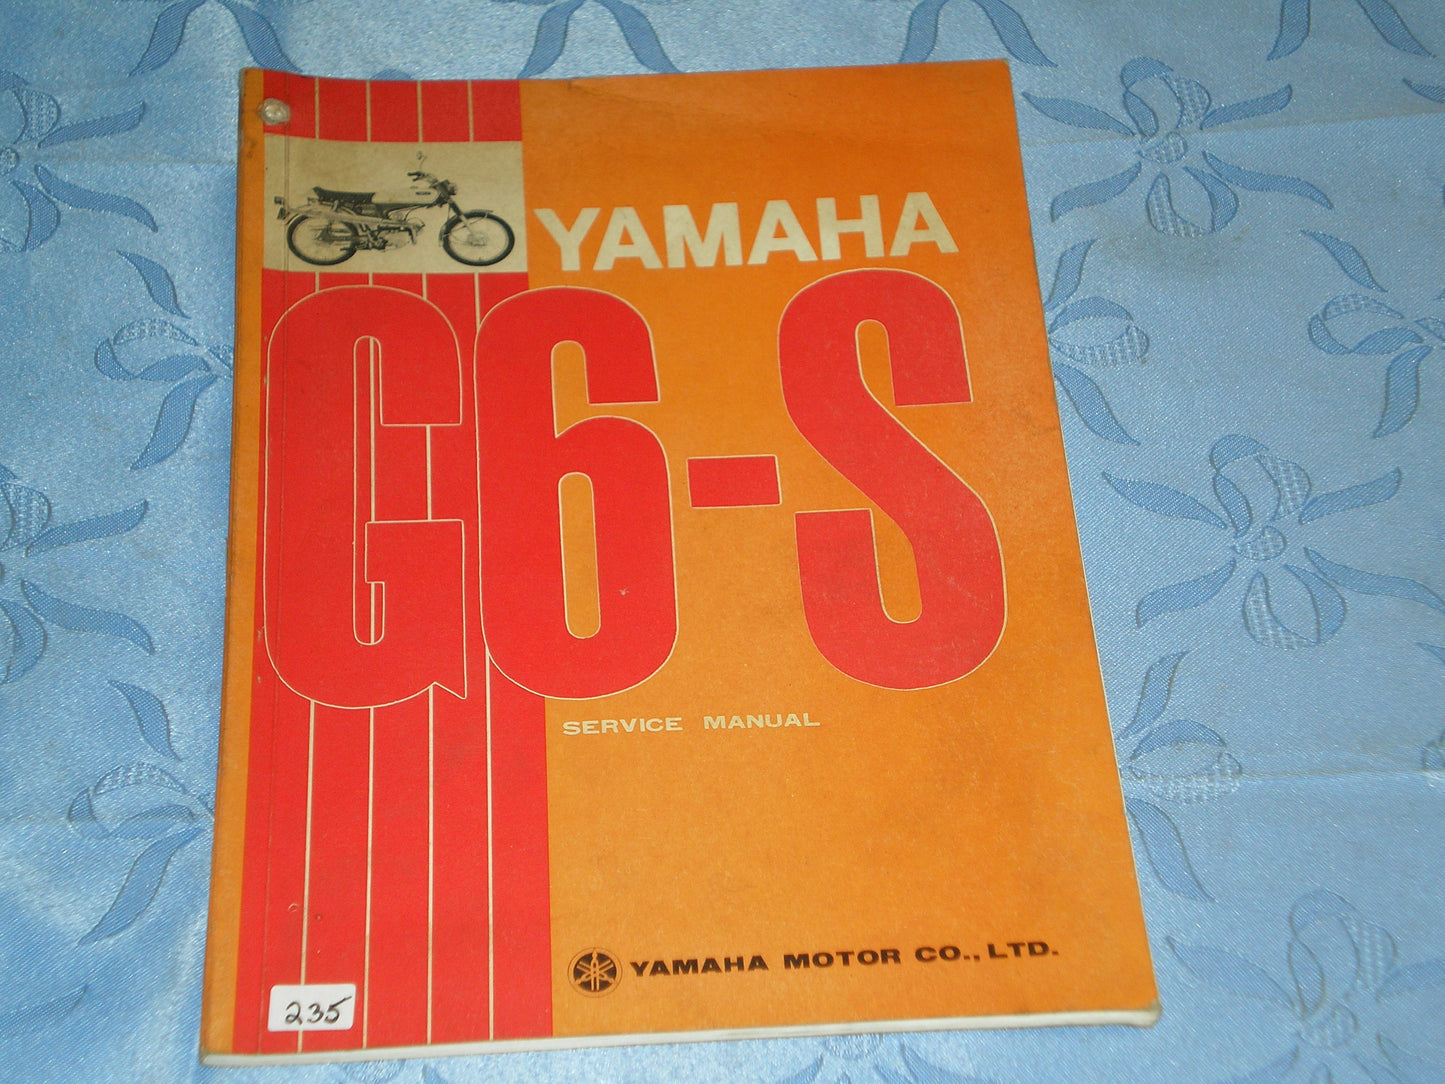 YAMAHA
G6-S
SERVICE MANUAL
YAMAHA MOTOR CO., LTD.
235